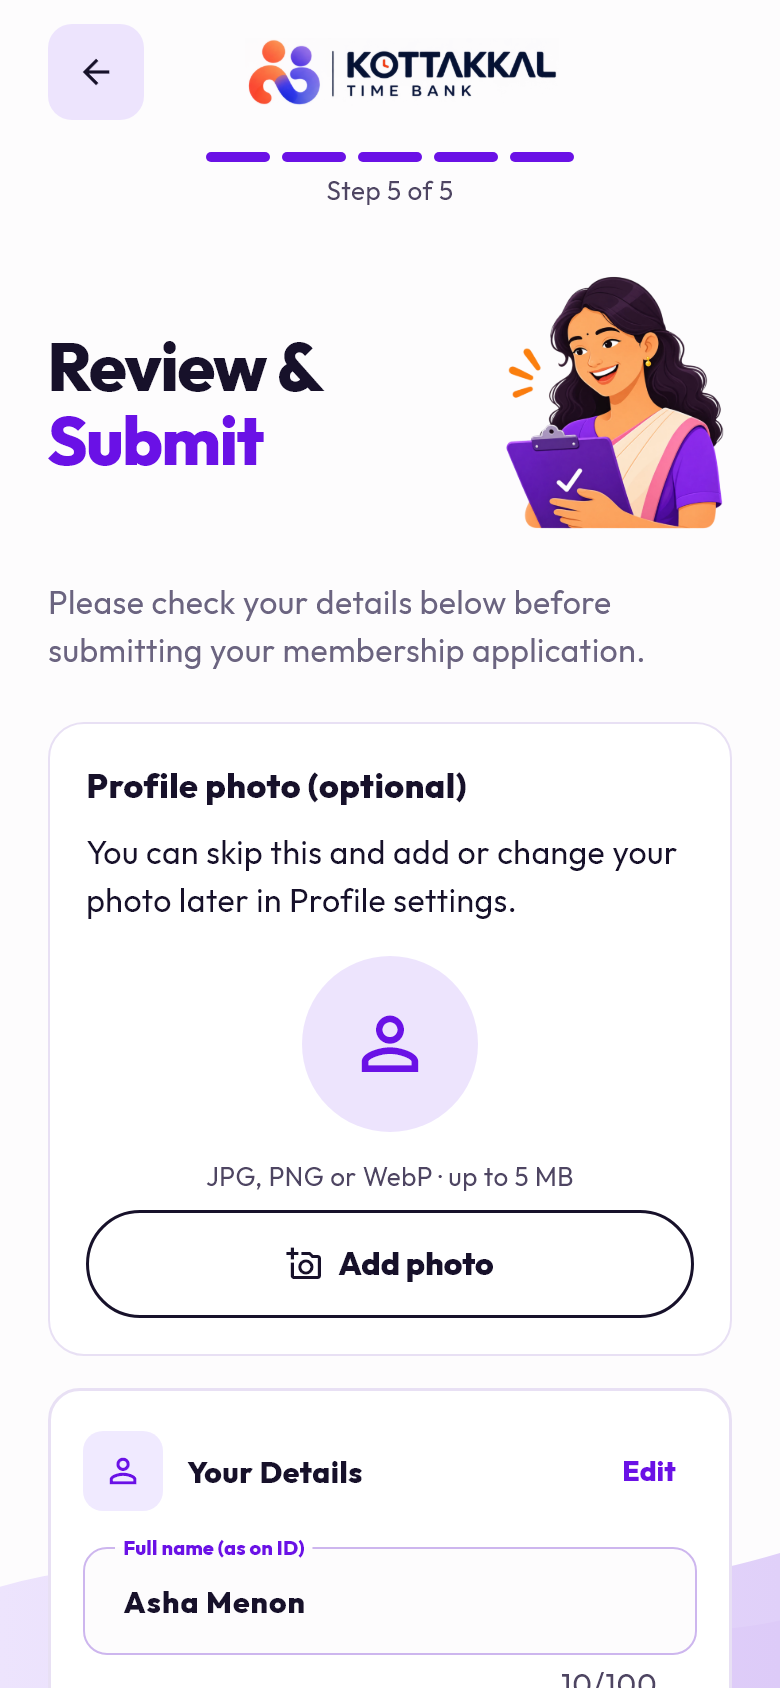 KOTTAKKAL
TIME BANK
Step 5 of 5
Review &
Submit
Please check your details below before
submitting your membership application.
Profile photo (optional)
You can skip this and add or change your
photo later in Profile settings.
JPG, PNG or WebP · up to 5 MB
Add photo
Your Details
Edit
Full name (as on ID)
Asha Menon
10/100